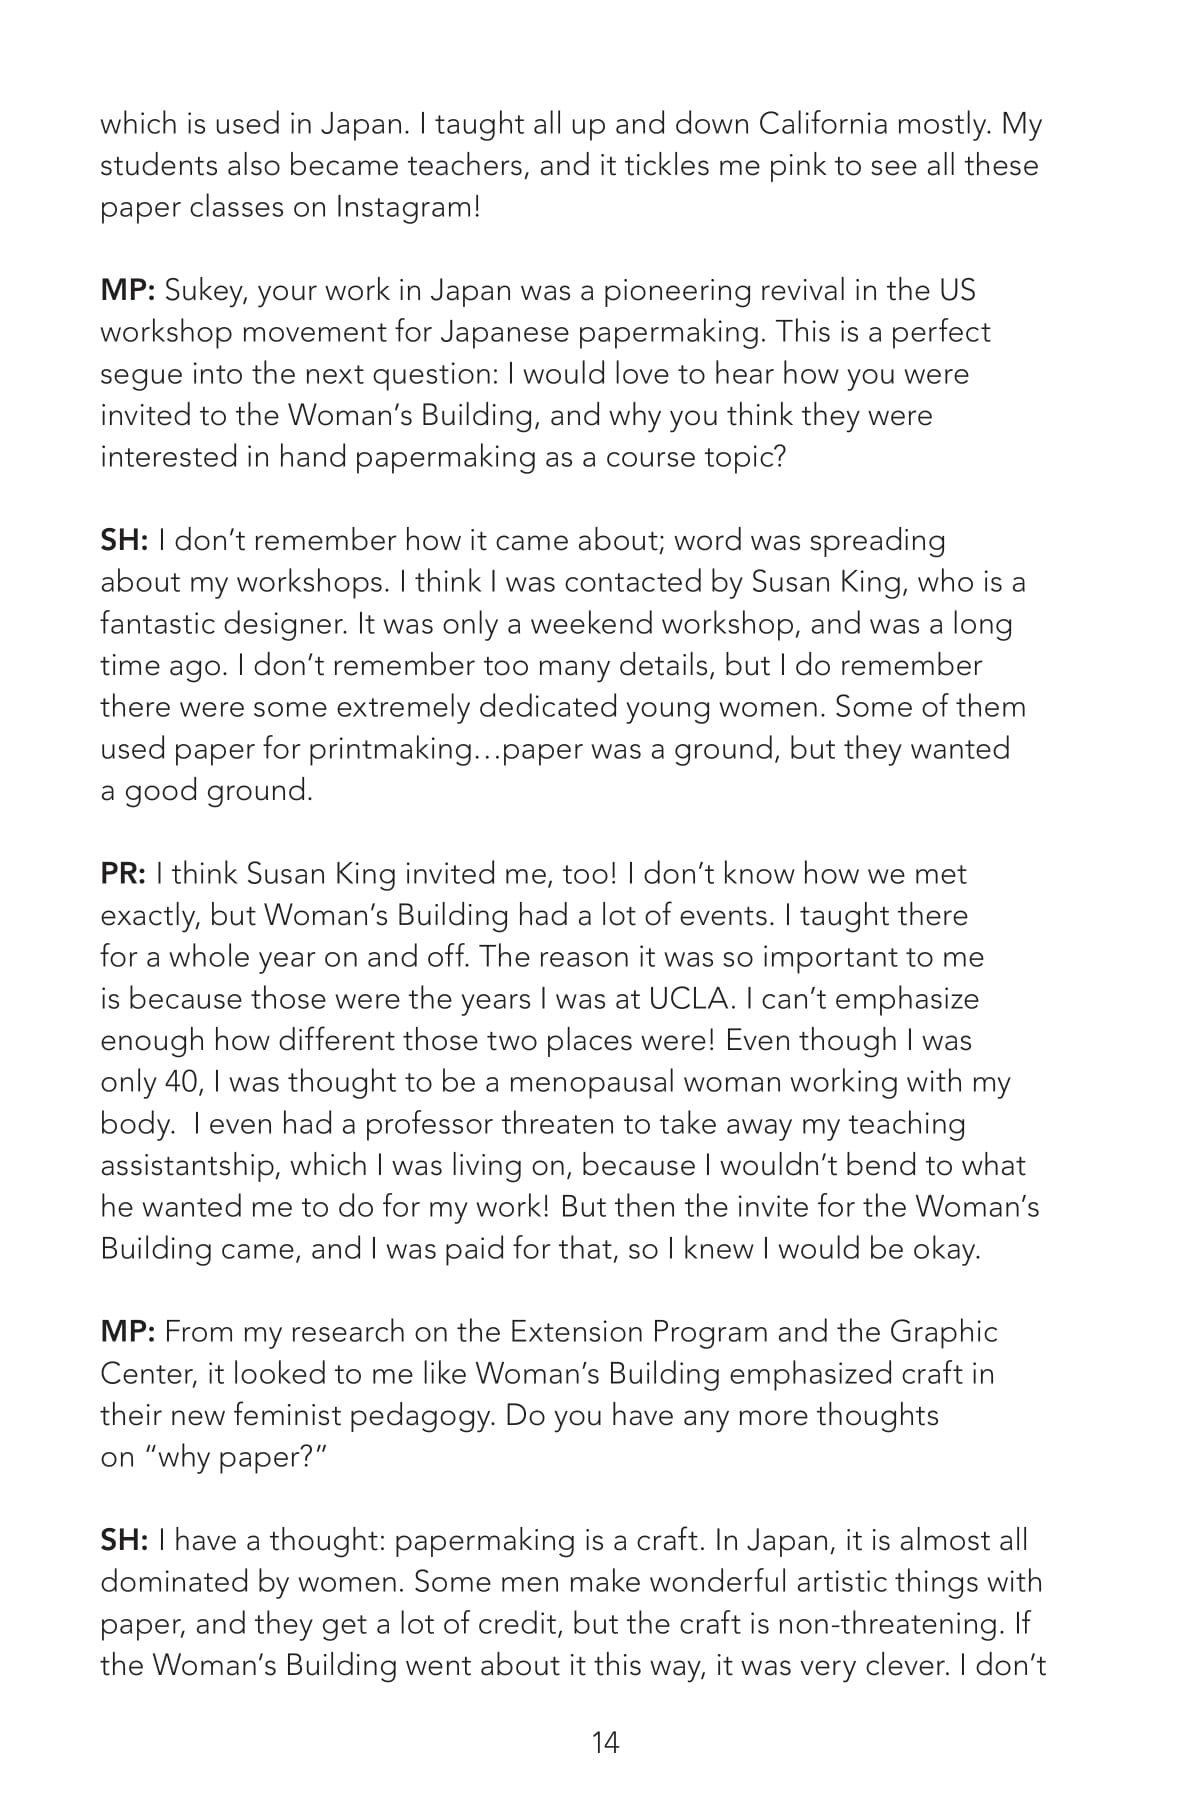 which is used in Japan. I taught all up and down California mostly. My
students also became teachers, and it tickles me pink to see all these
paper classes on Instagram!
MP: Sukey, your work in Japan was a pioneering revival in the US
workshop movement for Japanese papermaking. This is a perfect
segue into the next question: I would love to hear how you were
invited to the Woman’s Building, and why you think they were
interested in hand papermaking as a course topic?
SH: I don’t remember how it came about; word was spreading
about my workshops. I think I was contacted by Susan King, who is a
fantastic designer. It was only a weekend workshop, and was a long
time ago. I don’t remember too many details, but I do remember
there were some extremely dedicated young women. Some of them
used paper for printmaking…paper was a ground, but they wanted
a good ground.
PR: I think Susan King invited me, too! I don’t know how we met
exactly, but Woman’s Building had a lot of events. I taught there
for a whole year on and off. The reason it was so important to me
is because those were the years I was at UCLA. I can’t emphasize
enough how different those two places were! Even though I was
only 40, I was thought to be a menopausal woman working with my
body.  I even had a professor threaten to take away my teaching
assistantship, which I was living on, because I wouldn’t bend to what
he wanted me to do for my work! But then the invite for the Woman’s
Building came, and I was paid for that, so I knew I would be okay.
MP: From my research on the Extension Program and the Graphic
Center, it looked to me like Woman’s Building emphasized craft in
their new feminist pedagogy. Do you have any more thoughts
on “why paper?”
SH: I have a thought: papermaking is a craft. In Japan, it is almost all
dominated by women. Some men make wonderful artistic things with
paper, and they get a lot of credit, but the craft is non-threatening. If
the Woman’s Building went about it this way, it was very clever. I don’t
14